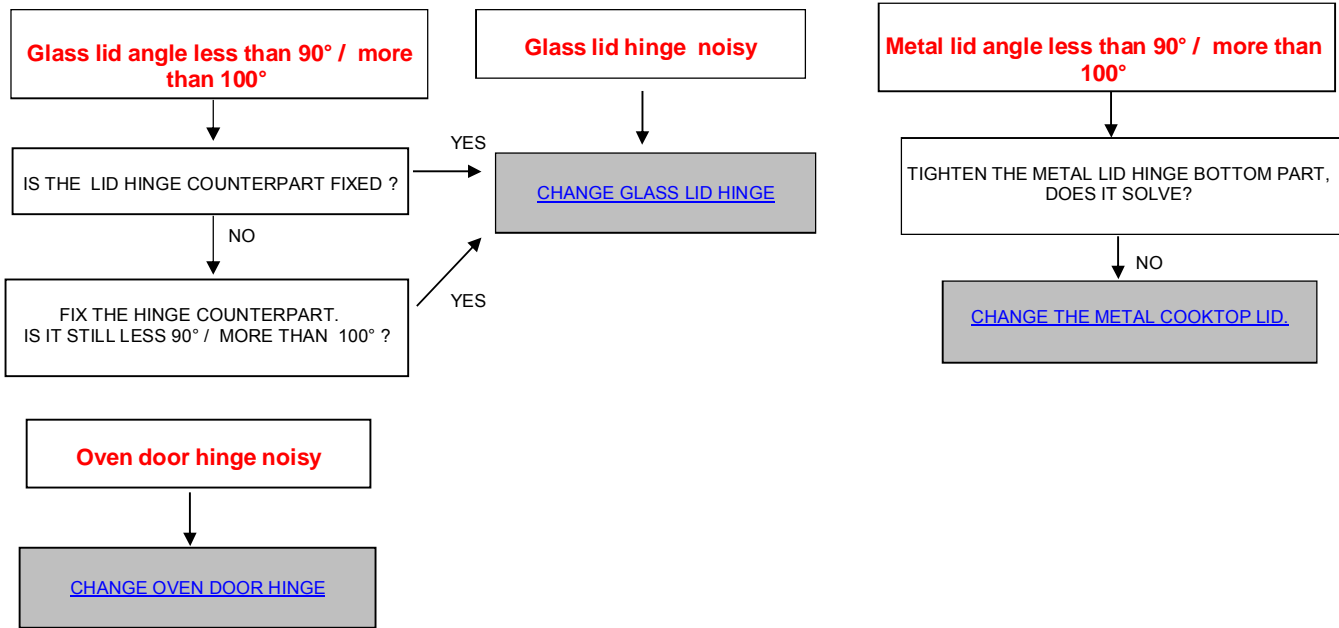 Glass lid angle less than 90° / more
than 100°
IS THE LID HINGE COUNTERPART FIXED ?
YES
NO
FIX THE HINGE COUNTERPART.
IS IT STILL LESS 90° / MORE THAN 100° ?
YES
Glass lid hinge noisy
CHANGE GLASS LID HINGE
Metal lid angle less than 90° / more than
100°
TIGHTEN THE METAL LID HINGE BOTTOM PART,
DOES IT SOLVE?
NO
CHANGE THE METAL COOKTOP LID.
Oven door hinge noisy
CHANGE OVEN DOOR HINGE